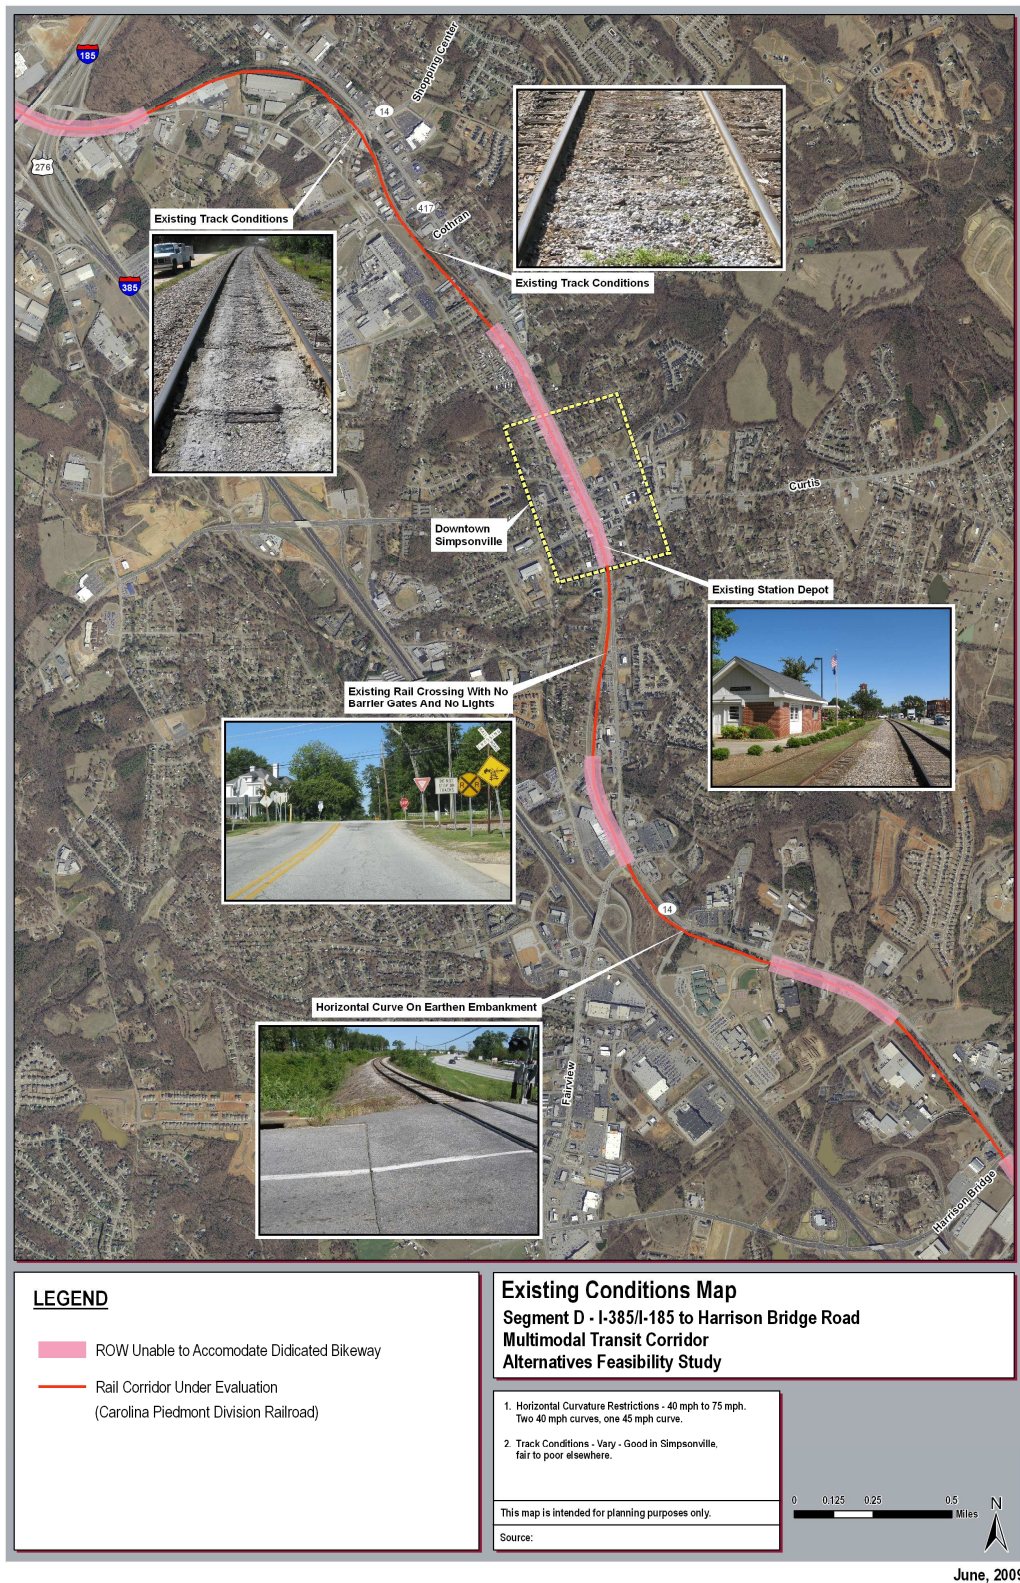 185
Shopping Center
14
276
417
Cothran
Existing Track Conditions
385
Existing Track Conditions
Curtis
Downtown
Simpsonville
Existing Station Depot
Existing Rail Crossing With No
Barrier Gates And No Lights
14
Horizontal Curve On Earthen Embankment
Fairview
Harrison Bridge
LEGEND
ROW Unable to Accomodate Didicated Bikeway
Rail Corridor Under Evaluation
(Carolina Piedmont Division Railroad)
Existing Conditions Map
Segment D - I-385/I-185 to Harrison Bridge Road
Multimodal Transit Corridor
Alternatives Feasibility Study
1. Horizontal Curvature Restrictions - 40 mph to 75 mph.
Two 40 mph curves, one 45 mph curve.
2. Track Conditions - Vary - Good in Simpsonville,
fair to poor elsewhere.
This map is intended for planning purposes only.
Source:
0 0.125 0.25 0.5
Miles
N
June, 2009